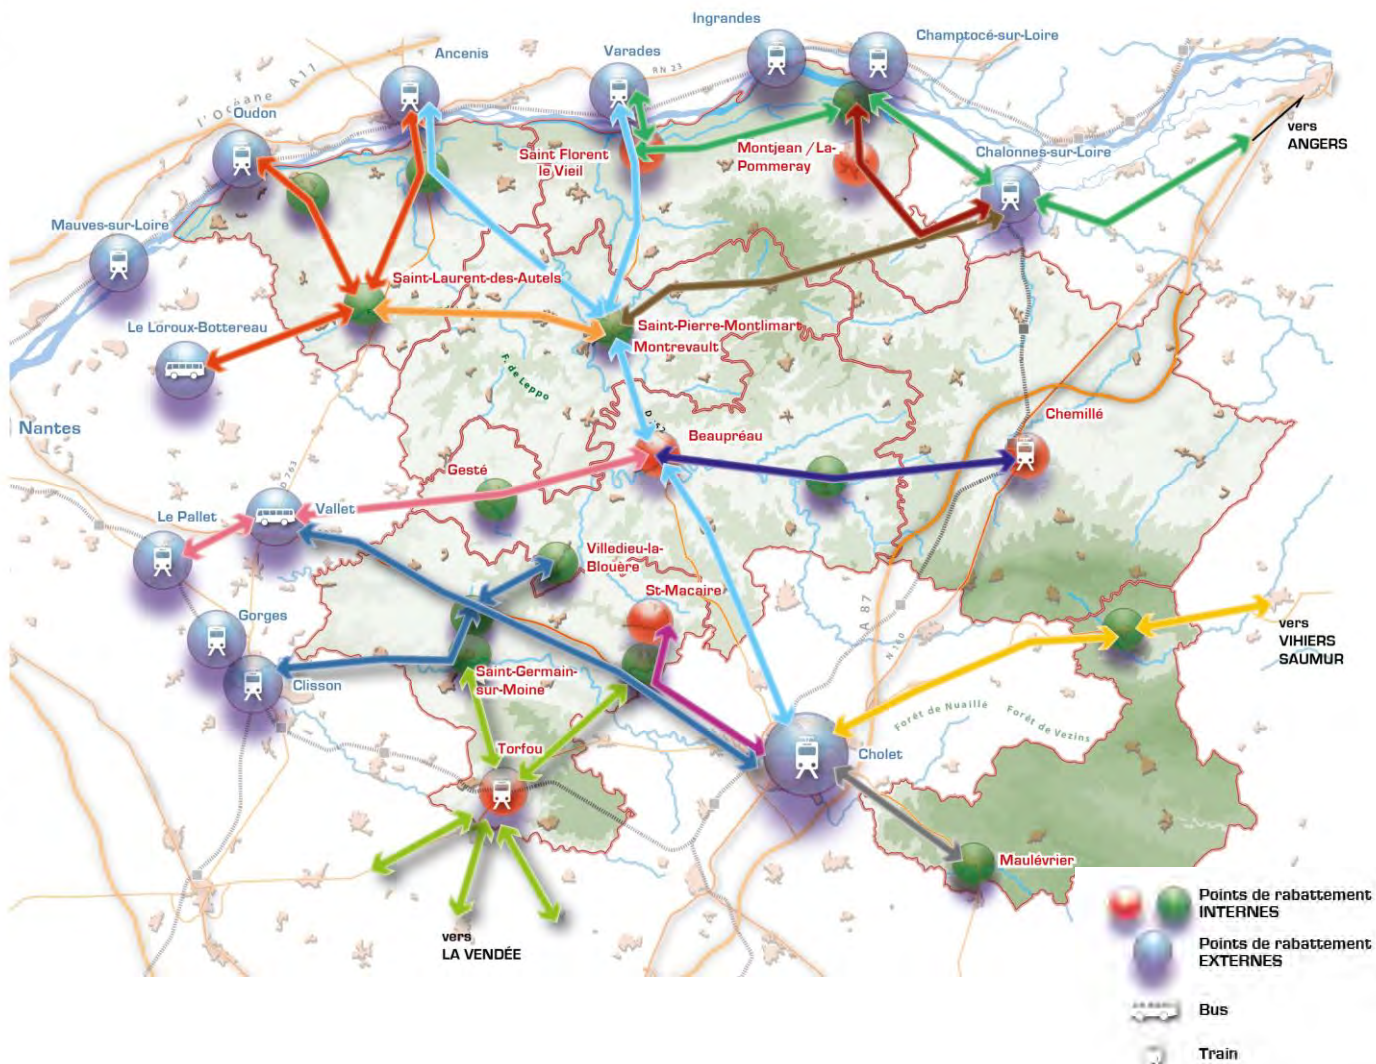 Ingrandes
Champtocé-sur-Loire
Ancenis
Varades
RN 23
l'Océane A11
Oudon
vers
ANGERS
Saint Florent
le Vieil
Montjean / La-
Pommeray
Chalonnes-sur-Loire
Mauves-sur-Loire
Saint-Laurent-des-Autels
Le Loroux-Bottereau
Saint-Pierre-Montlimart
Montrevault
F. de Leppo
Nantes
Beaupréau
Chemillé
Gesté
Vallet
Le Pallet
Villedieu-la-
Blouère
St-Macaire
A 87
N 160
Gorges
vers
VIHIERS
SAUMUR
Clisson
Saint-Germain-
sur-Moine
Forêt de Nuaillé
Forêt de Vezins
Torfou
Cholet
Maulévrier
vers
LA VENDÉE
Points de rabattement
INTERNES
Points de rabattement
EXTERNES
Bus
Train